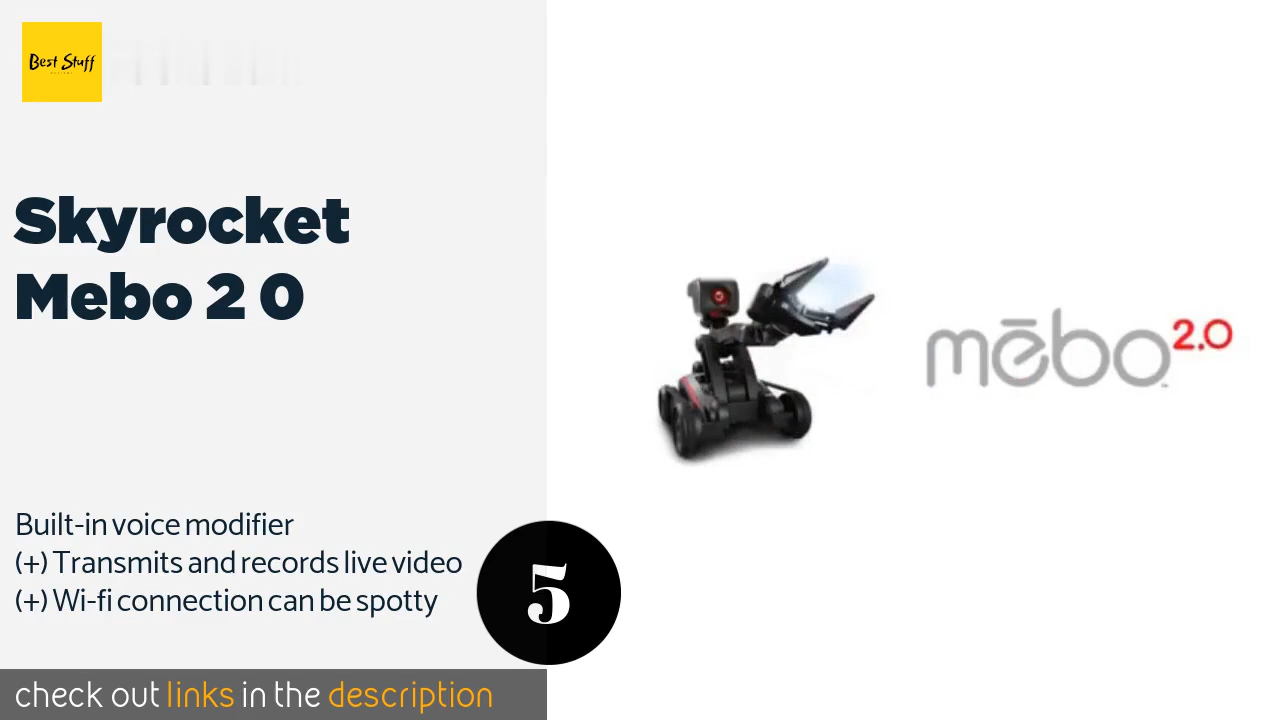 Best Stuff
Skyrocket
Mebo 2 0
mēbo 2.0
Built-in voice modifier
(+) Transmits and records live video
(+) Wi-fi connection can be spotty
5
check out links in the description